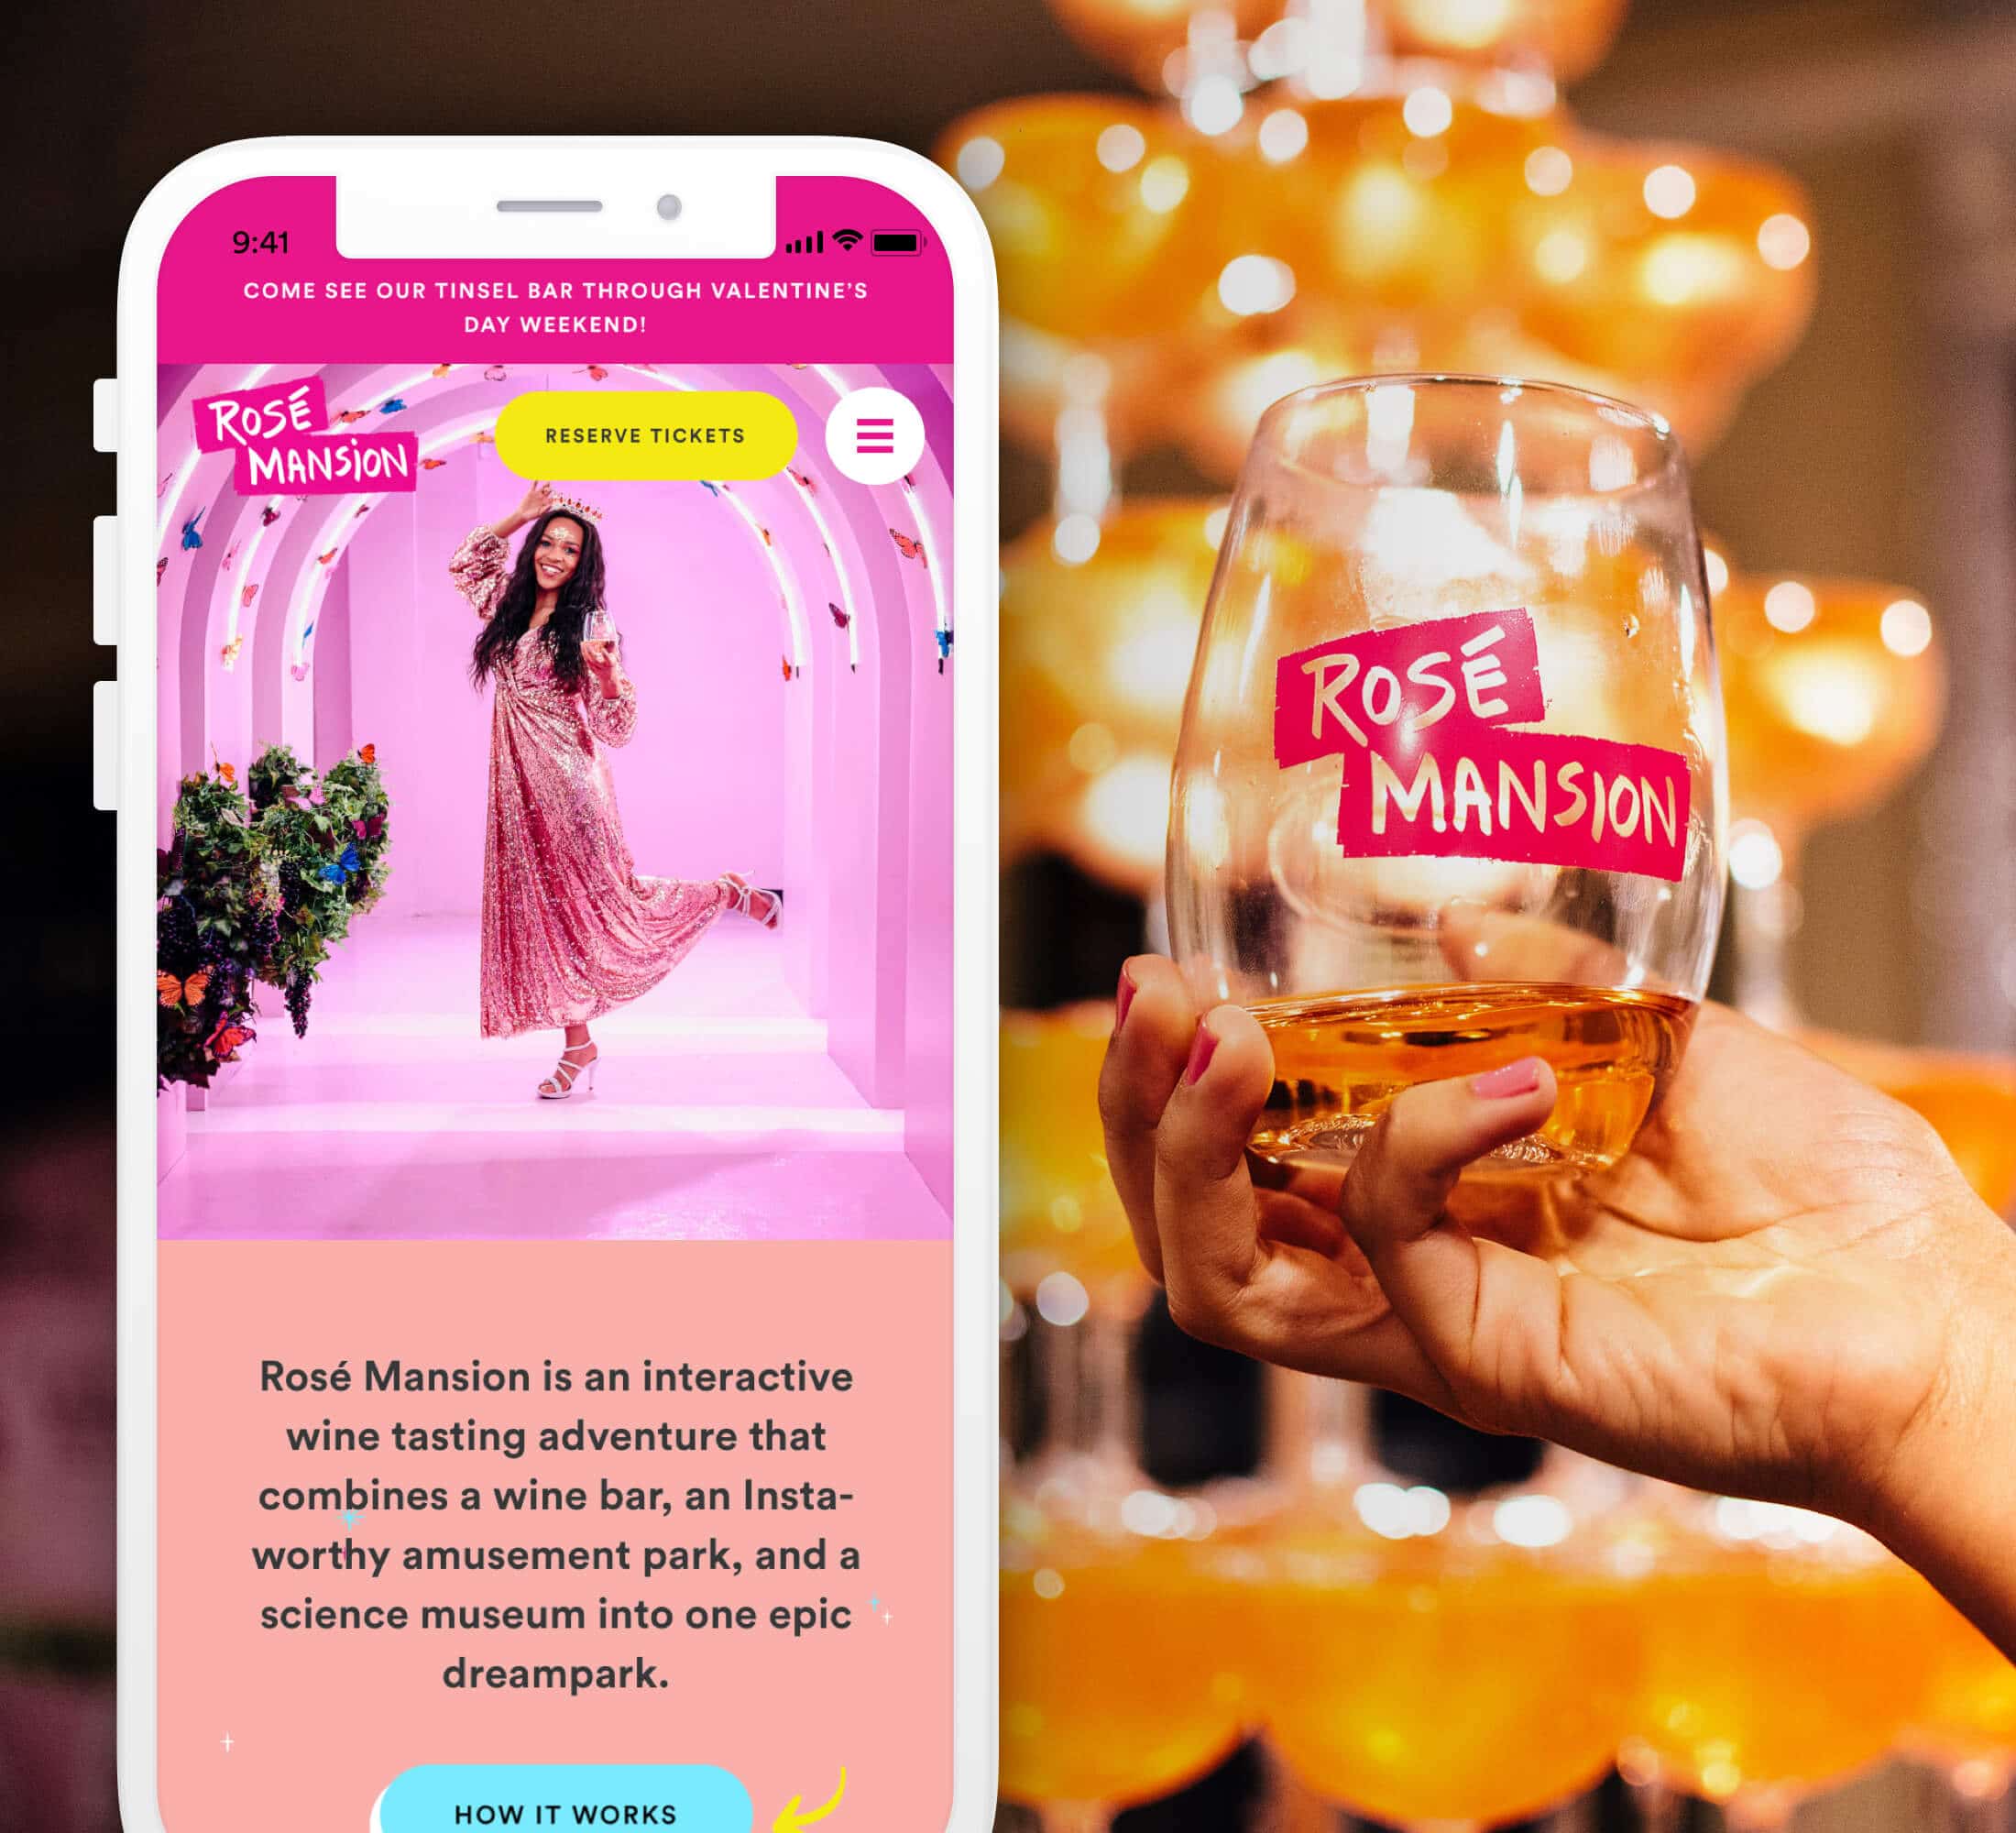 9:41
COME SEE OUR TINSEL BAR THROUGH VALENTINE'S
DAY WEEKEND!
ROSÉ
MANSION
RESERVE TICKETS
Rosé Mansion is an interactive
wine tasting adventure that
combines a wine bar, an Insta-
worthy amusement park, and a
science museum into one epic
dreampark.
HOW IT WORKS
ROSÉ
MANSION